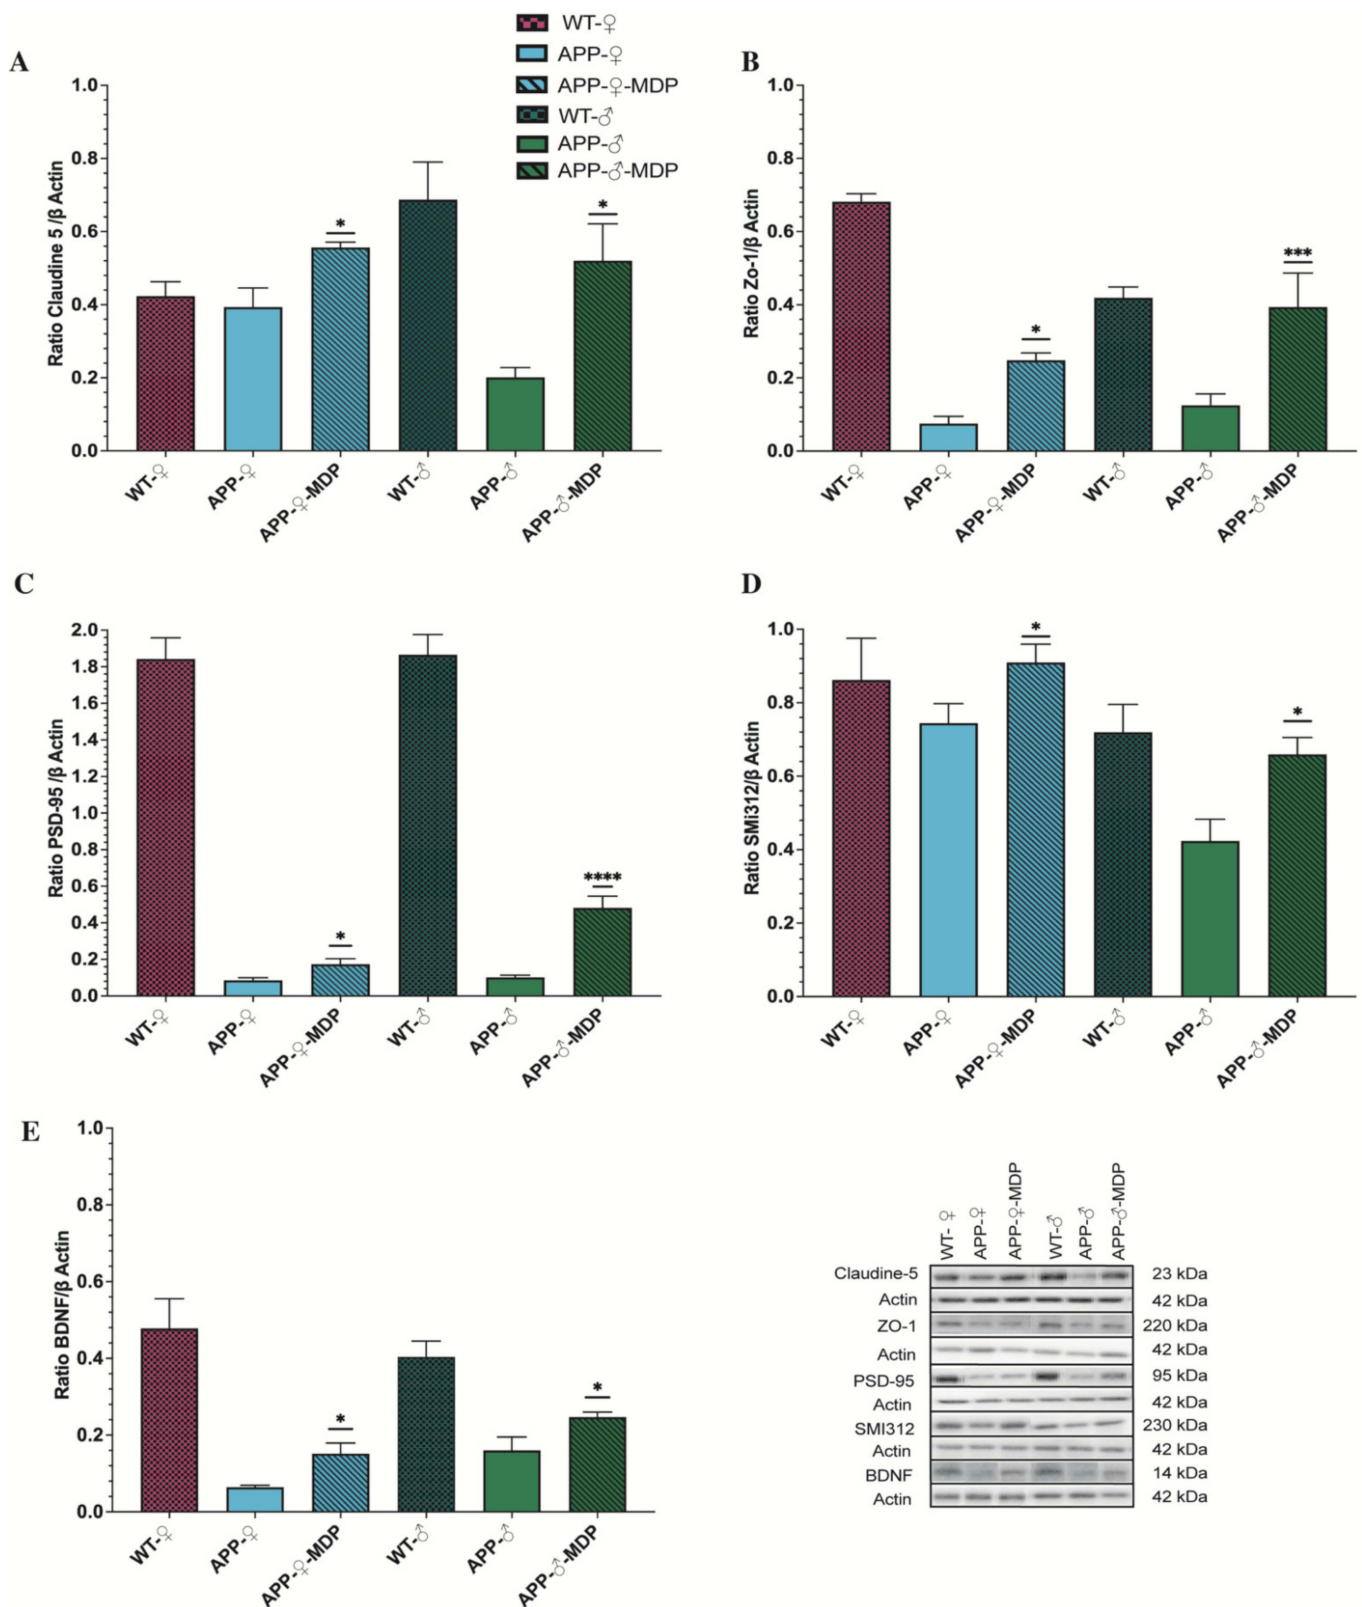 WT-♀
APP-♀
APP-♀-MDP
WT-♂
APP-♂
APP-♂-MDP
A
Ratio Claudine 5 /β Actin
1.0
0.8
0.6
0.4
0.2
0.0
*
*
WT-♀
APP-♀
APP-♀-MDP
WT-♂
APP-♂
APP-♂-MDP
B
Ratio Zo-1/β Actin
1.0
0.8
0.6
0.4
0.2
0.0
*
***
WT-♀
APP-♀
APP-♀-MDP
WT-♂
APP-♂
APP-♂-MDP
C
Ratio PSD-95 /β Actin
2.0
1.8
1.6
1.4
1.2
1.0
0.8
0.6
0.4
0.2
0.0
*
****
WT-♀
APP-♀
APP-♀-MDP
WT-♂
APP-♂
APP-♂-MDP
D
Ratio SMi312/β Actin
1.0
0.8
0.6
0.4
0.2
0.0
*
*
WT-♀
APP-♀
APP-♀-MDP
WT-♂
APP-♂
APP-♂-MDP
E
Ratio BDNF/β Actin
1.0
0.8
0.6
0.4
0.2
0.0
*
*
WT-♀
APP-♀
APP-♀-MDP
WT-♂
APP-♂
APP-♂-MDP
WT- ♀
APP-♀
APP-♀-MDP
WT-♂
APP-♂
APP-♂-MDP
Claudine-5 23 kDa
Actin 42 kDa
ZO-1 220 kDa
Actin 42 kDa
PSD-95 95 kDa
Actin 42 kDa
SMI312 230 kDa
Actin 42 kDa
BDNF 14 kDa
Actin 42 kDa